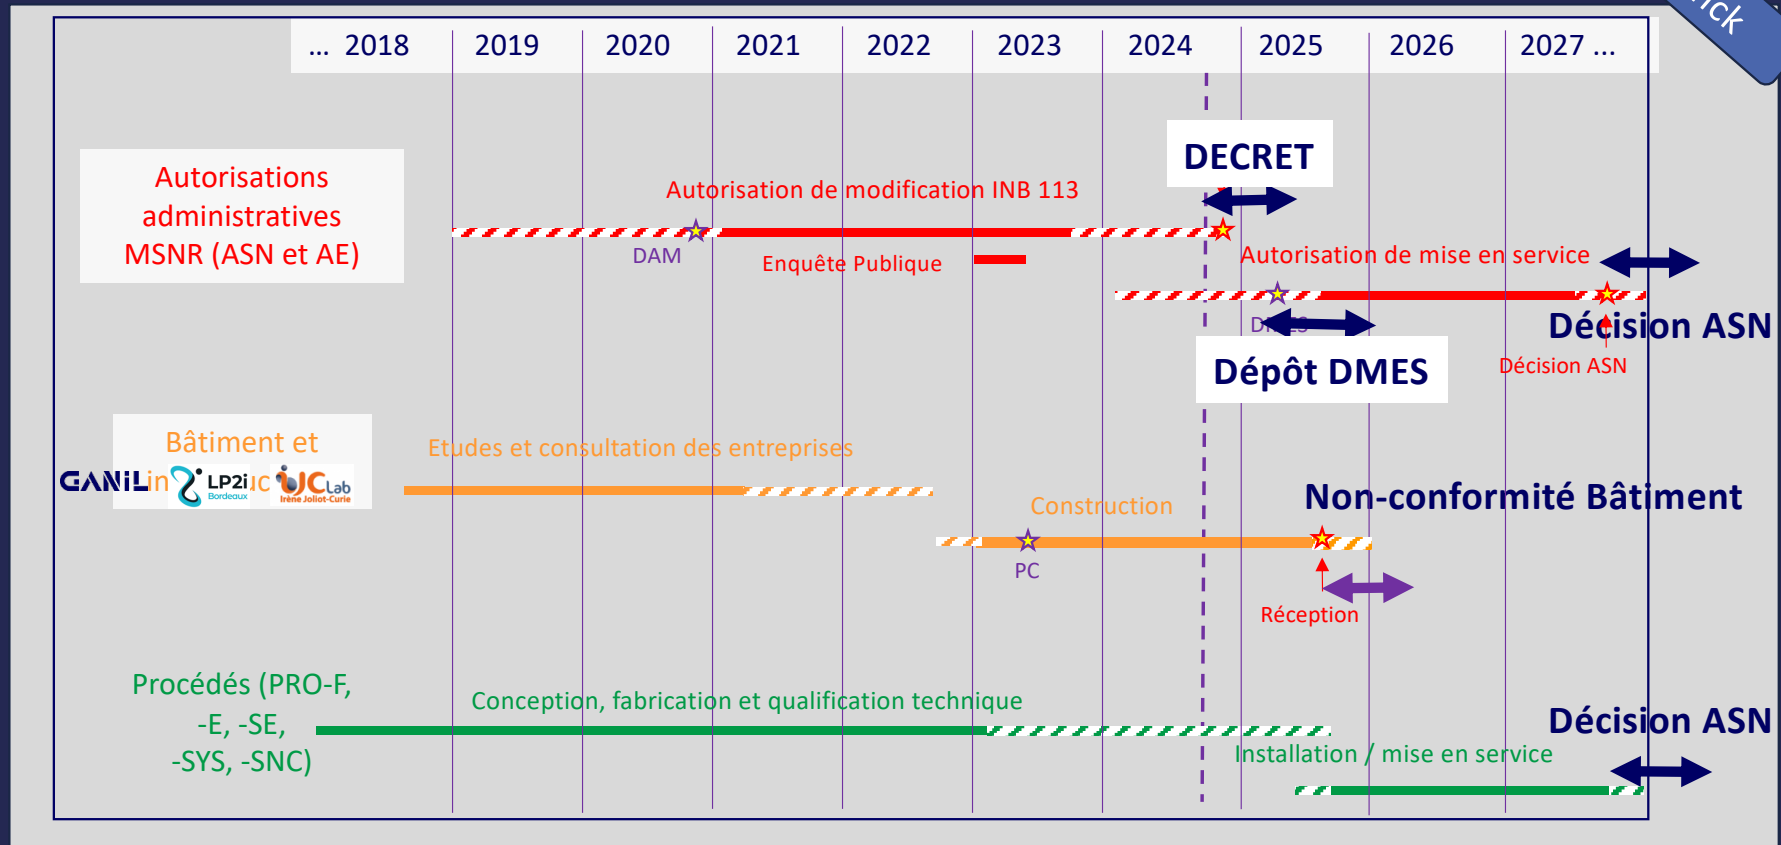 rick
... 2018 2019 2020 2021 2022 2023 2024 2025 2026 2027 ...
DECRET
Autorisations
administratives
MSNR (ASN et AE)
Autorisation de modification INB 113
DAM
Enquête Publique
Autorisation de mise en service
Décision ASN
Dépôt DMES
Décision ASN
Bâtiment et
GANIL LP2i Bordeaux IJCLab Irène Joliot-Curie
Etudes et consultation des entreprises
Non-conformité Bâtiment
Construction
PC
Réception
Procédés (PRO-F,
-E, -SE,
-SYS, -SNC)
Conception, fabrication et qualification technique
Décision ASN
Installation / mise en service